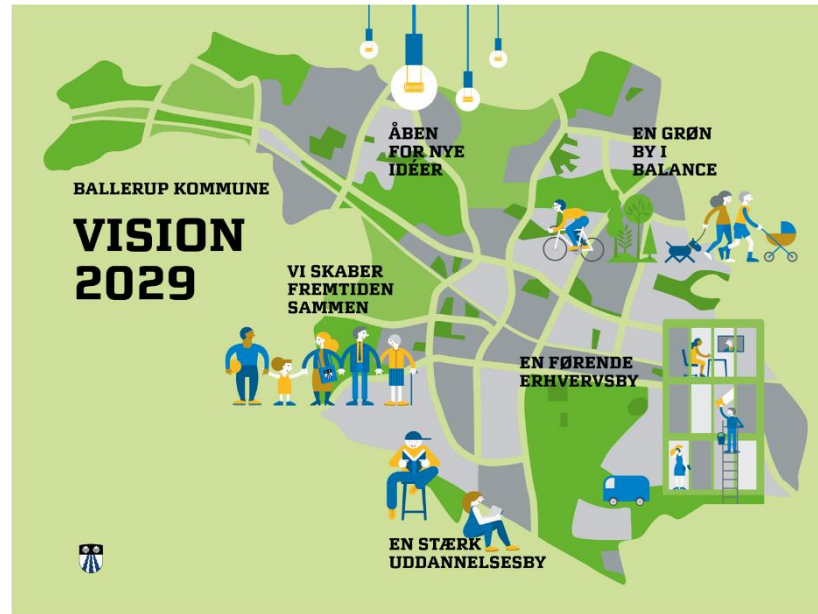 BALLERUP KOMMUNE
VISION
2029
ÅBEN
FOR NYE
IDÉER
EN GRØN
BY I
BALANCE
VI SKABER
FREMTIDEN
SAMMEN
EN FØRENDE
ERHVERVSBY
EN STÆRK
UDDANNELSESBY